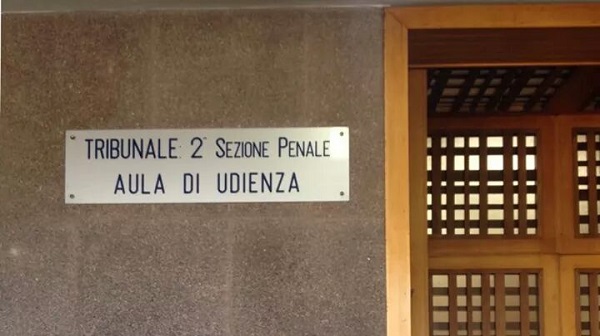 TRIBUNALE: 2ª SEZIONE PENALE
AULA DI UDIENZA